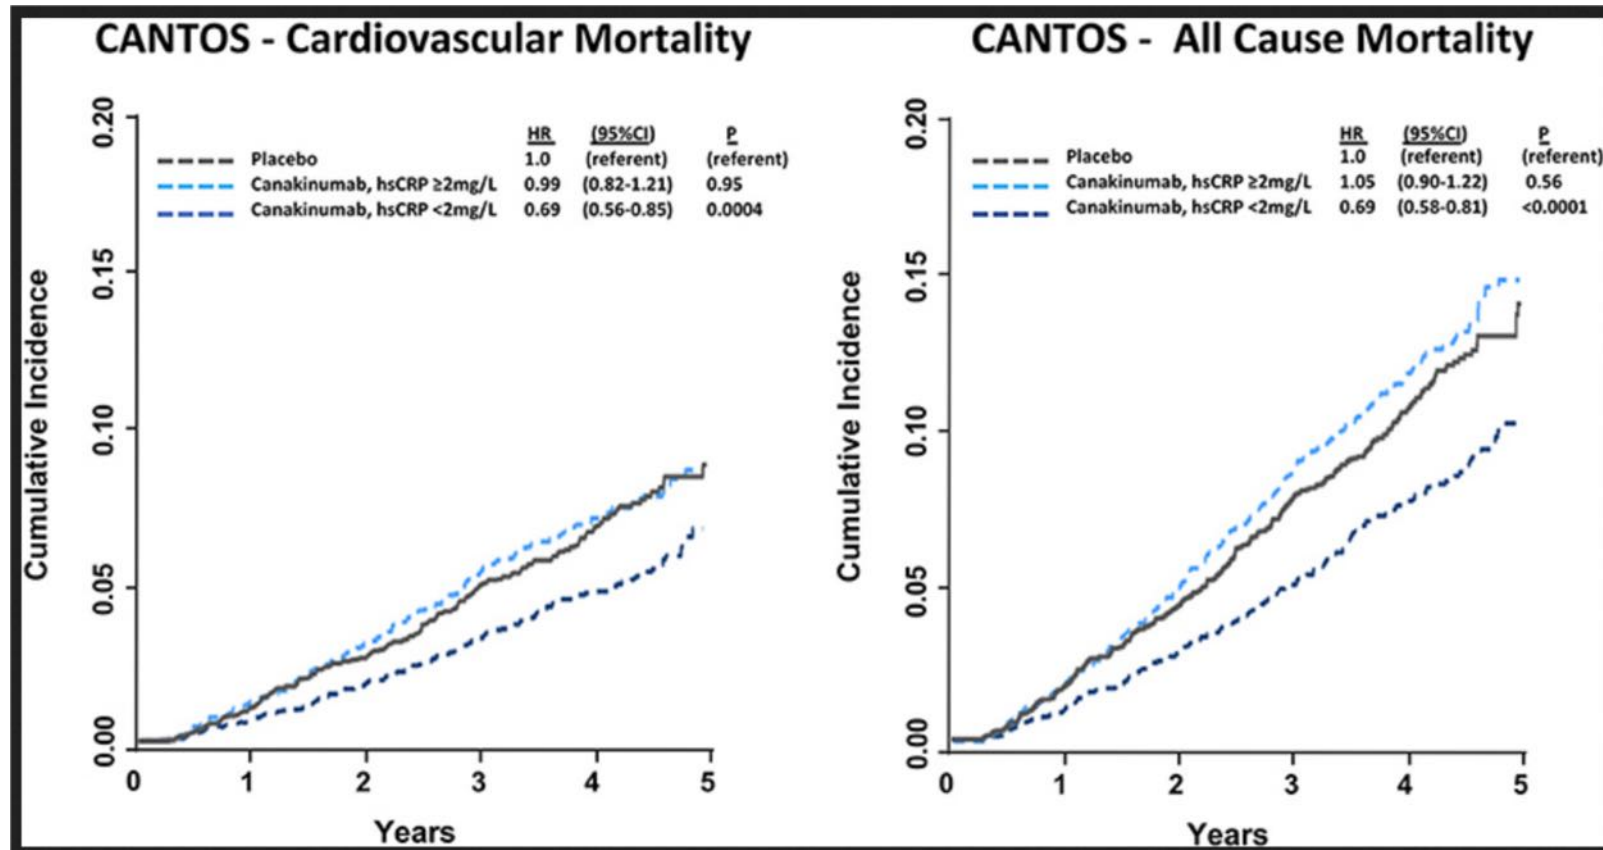 CANTOS - Cardiovascular Mortality
HR (95%CI) P
Placebo 1.0 (referent) (referent)
Canakinumab, hsCRP ≥2mg/L 0.99 (0.82-1.21) 0.95
Canakinumab, hsCRP <2mg/L 0.69 (0.56-0.85) 0.0004
Cumulative Incidence
0.20
0.15
0.10
0.05
0.00
0 1 2 3 4 5
Years
CANTOS - All Cause Mortality
HR (95%CI) P
Placebo 1.0 (referent) (referent)
Canakinumab, hsCRP ≥2mg/L 1.05 (0.90-1.22) 0.56
Canakinumab, hsCRP <2mg/L 0.69 (0.58-0.81) <0.0001
Cumulative Incidence
0.20
0.15
0.10
0.05
0.00
0 1 2 3 4 5
Years